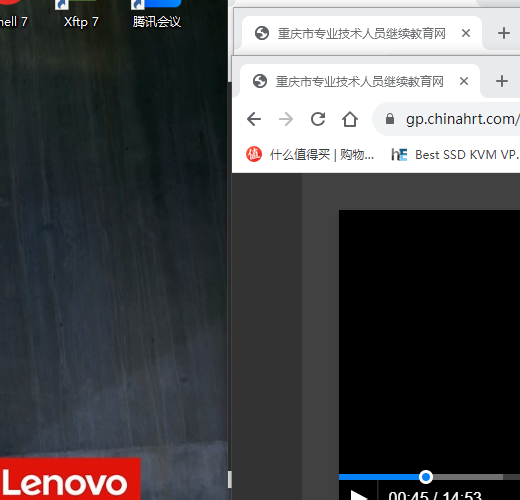 hell 7
Xftp 7
腾讯会议
重庆市专业技术人员继续教育网
重庆市专业技术人员继续教育网
gp.chinahrt.com/
值
什么值得买 | 购物...
hE
Best SSD KVM VP.
00:45 / 14:53
Lenovo